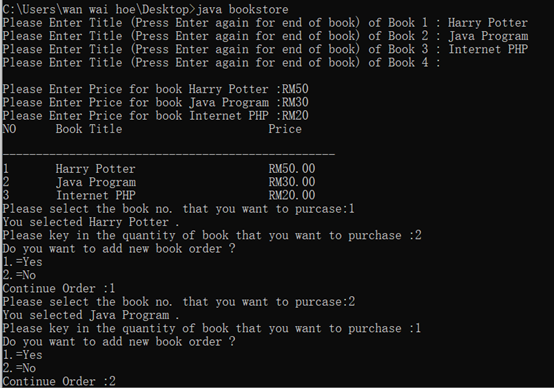 C:\Users\wan wai hoe\Desktop>java bookstore
Please Enter Title (Press Enter again for end of book) of Book 1 : Harry Potter
Please Enter Title (Press Enter again for end of book) of Book 2 : Java Program
Please Enter Title (Press Enter again for end of book) of Book 3 : Internet PHP
Please Enter Title (Press Enter again for end of book) of Book 4 :
Please Enter Price for book Harry Potter :RM50
Please Enter Price for book Java Program :RM30
Please Enter Price for book Internet PHP :RM20
NO Book Title Price
--------------------------------------------------
1 Harry Potter RM50.00
2 Java Program RM30.00
3 Internet PHP RM20.00
Please select the book no. that you want to purcase:1
You selected Harry Potter .
Please key in the quantity of book that you want to purchase :2
Do you want to add new book order ?
1.=Yes
2.=No
Continue Order :1
Please select the book no. that you want to purcase:2
You selected Java Program .
Please key in the quantity of book that you want to purchase :1
Do you want to add new book order ?
1.=Yes
2.=No
Continue Order :2